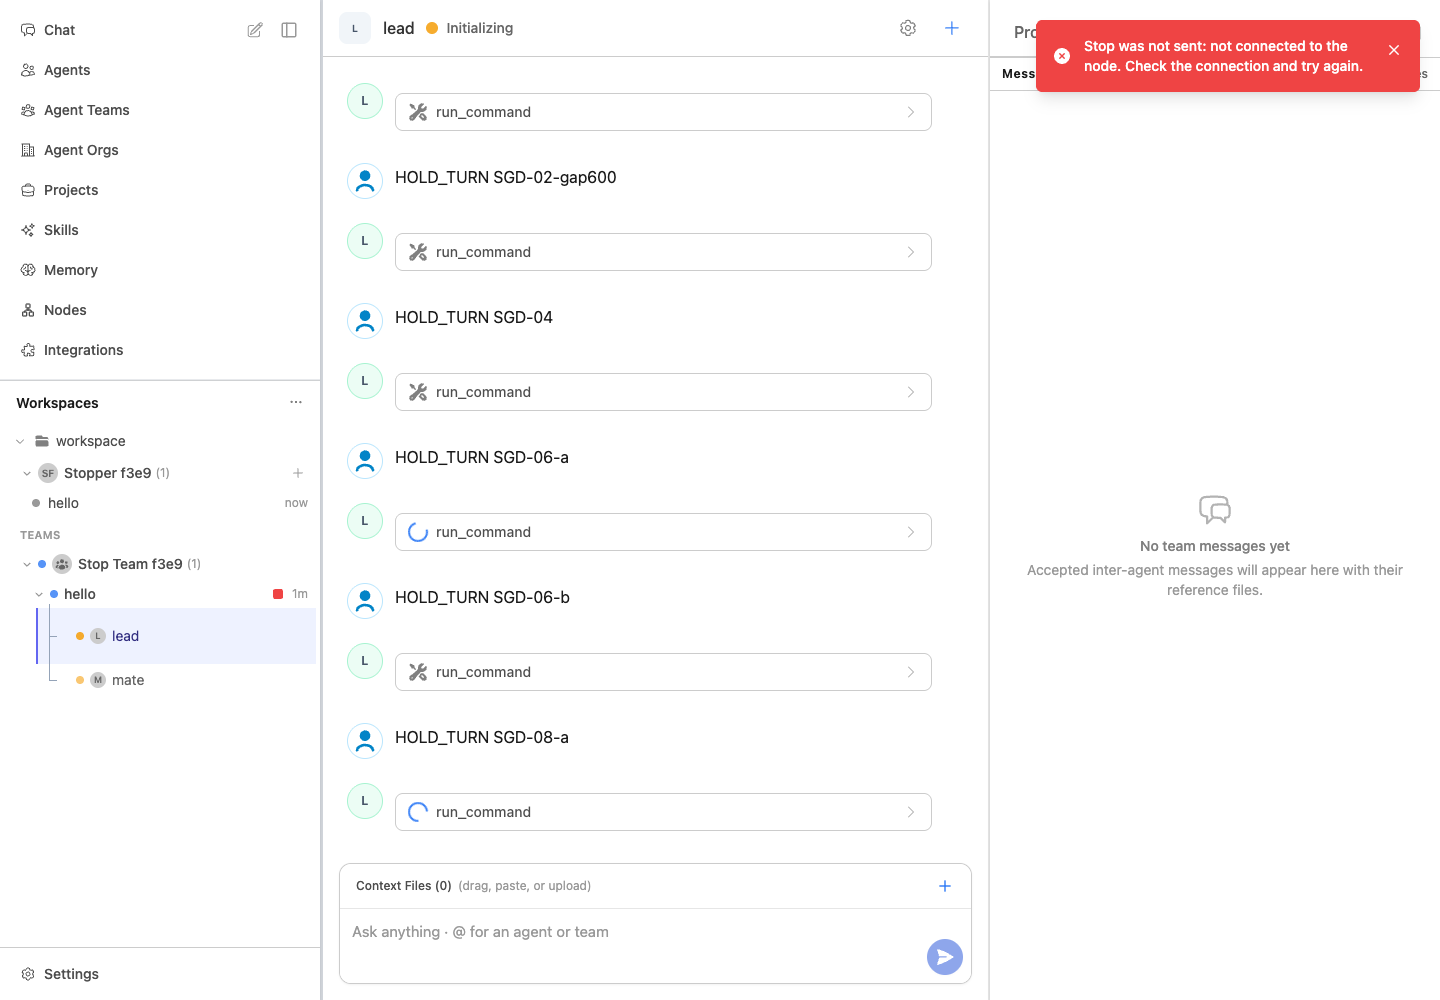 Chat
Agents
Agent Teams
Agent Orgs
Projects
Skills
Memory
Nodes
Integrations
Workspaces
workspace
SF Stopper f3e9 (1)
hello now
TEAMS
Stop Team f3e9 (1)
hello 1m
L lead
M mate
Settings
L lead Initializing
L run_command
HOLD_TURN SGD-02-gap600
L run_command
HOLD_TURN SGD-04
L run_command
HOLD_TURN SGD-06-a
L run_command
HOLD_TURN SGD-06-b
L run_command
HOLD_TURN SGD-08-a
L run_command
Context Files (0) (drag, paste, or upload)
Ask anything · @ for an agent or team
Stop was not sent: not connected to the
node. Check the connection and try again.
No team messages yet
Accepted inter-agent messages will appear here with their
reference files.